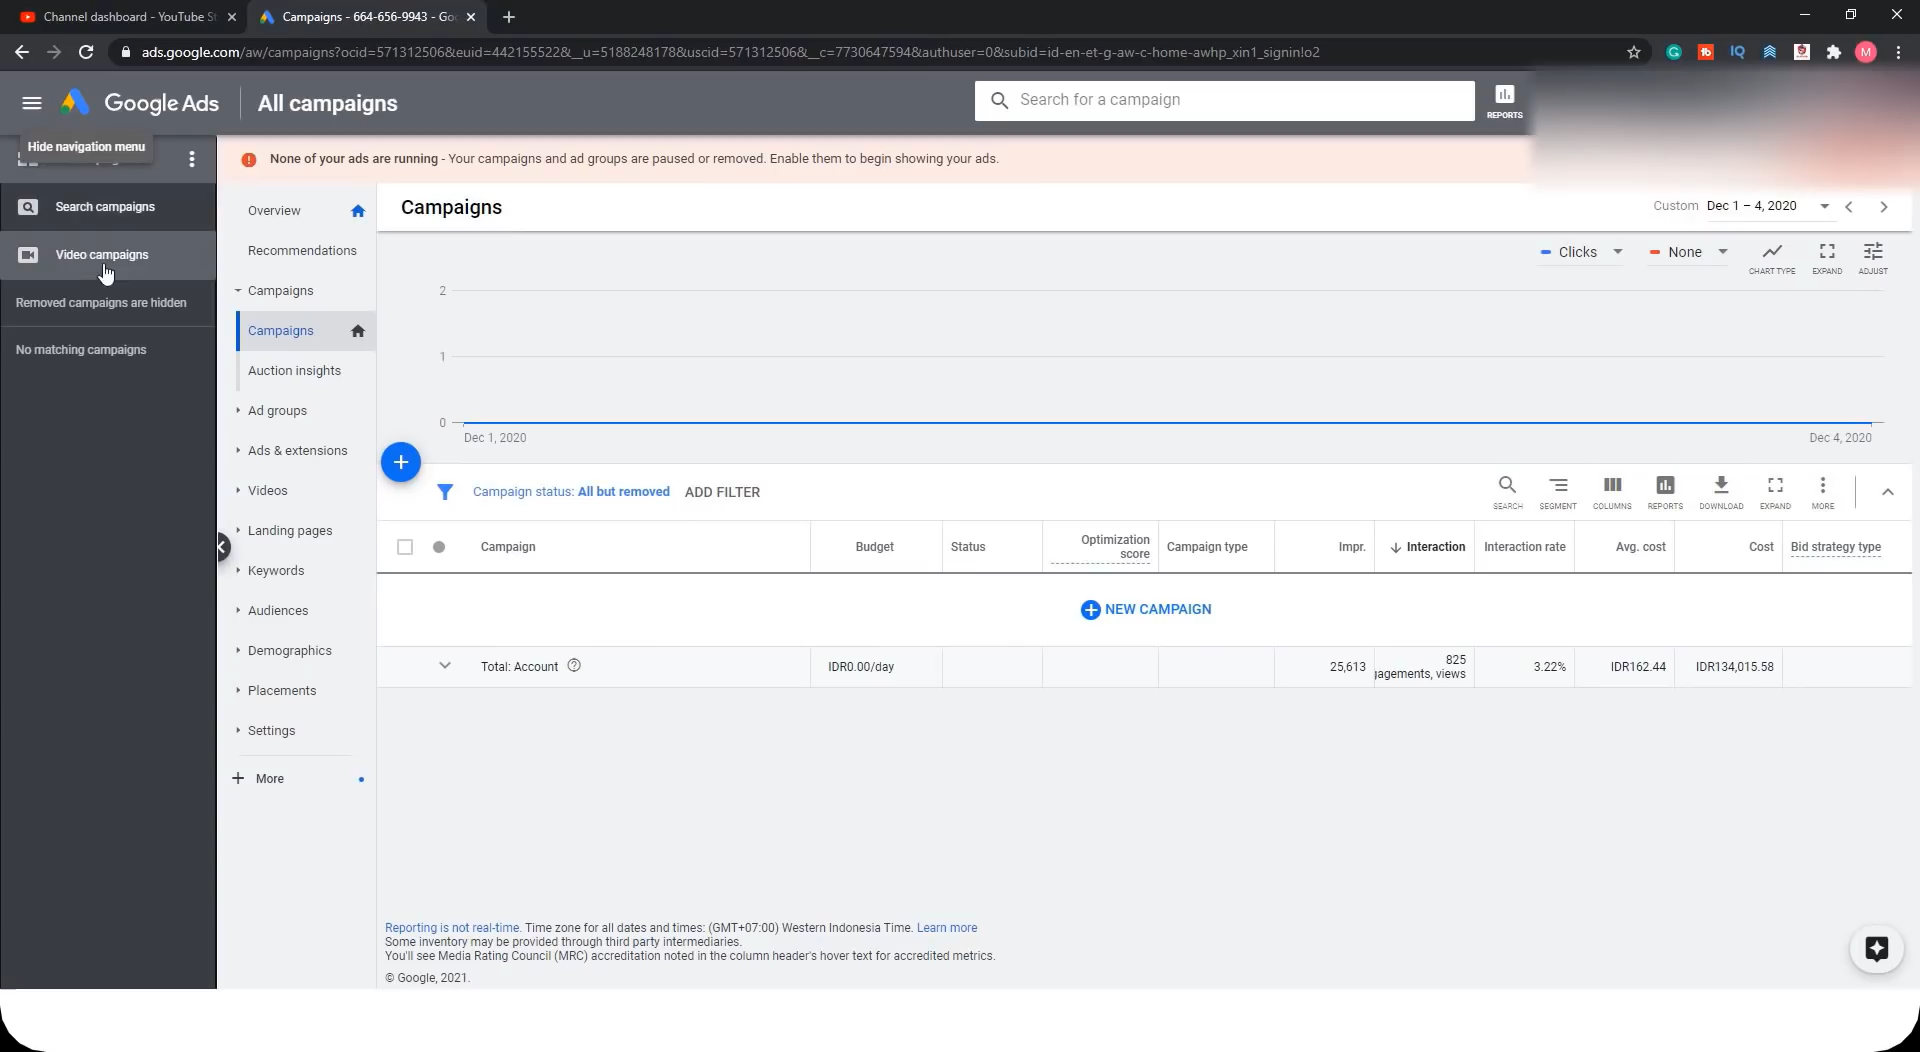 Channel dashboard - YouTube St
Campaigns - 664-656-9943 - Goo
ads.google.com/aw/campaigns?ocid=571312506&euid=442155522&__u=5188248178&uscid=571312506&__c=7730647594&authuser=0&subid=id-en-et-g-aw-c-home-awhp_xin1_signin!o2
M
Google Ads
All campaigns
Search for a campaign
REPORTS
Hide navigation menu
None of your ads are running - Your campaigns and ad groups are paused or removed. Enable them to begin showing your ads.
Search campaigns
Video campaigns
Removed campaigns are hidden
No matching campaigns
Overview
Recommendations
Campaigns
Campaigns
Auction insights
Ad groups
Ads & extensions
Videos
Landing pages
Keywords
Audiences
Demographics
Placements
Settings
More
Campaigns
Custom Dec 1 – 4, 2020
Clicks
None
CHART TYPE
EXPAND
ADJUST
2
1
0
Dec 1, 2020
Dec 4, 2020
Campaign status: All but removed
ADD FILTER
SEARCH
SEGMENT
COLUMNS
REPORTS
DOWNLOAD
EXPAND
MORE
Campaign
Budget
Status
Optimization
score
Campaign type
Impr.
Interaction
Interaction rate
Avg. cost
Cost
Bid strategy type
NEW CAMPAIGN
Total: Account
IDR0.00/day
25,613
825
gagements, views
3.22%
IDR162.44
IDR134,015.58
Reporting is not real-time. Time zone for all dates and times: (GMT+07:00) Western Indonesia Time. Learn more
Some inventory may be provided through third party intermediaries.
You'll see Media Rating Council (MRC) accreditation noted in the column header's hover text for accredited metrics.
© Google, 2021.